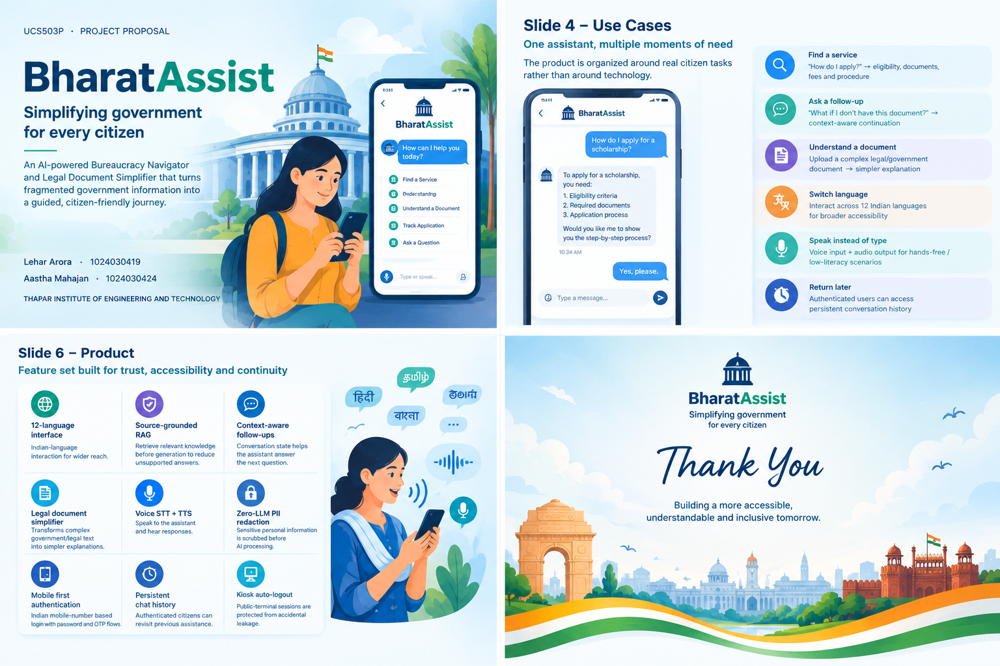 UCS503P · PROJECT PROPOSAL
BharatAssist
Simplifying government
for every citizen
An AI-powered Bureaucracy Navigator
and Legal Document Simplifier that turns
fragmented government information into
a guided, citizen-friendly journey.
Lehar Arora · 1024030419
Aastha Mahajan · 1024030424
THAPAR INSTITUTE OF ENGINEERING AND TECHNOLOGY
BharatAssist
How can I help you
today?
Find a Service
Understand a Document
Track Application
Ask a Question
Type or speak...
Slide 4 – Use Cases
One assistant, multiple moments of need
The product is organized around real citizen tasks
rather than around technology.
BharatAssist
How do I apply for a
scholarship?
To apply for a scholarship,
you need:
1. Eligibility criteria
2. Required documents
3. Application process
Would you like me to show
you the step-by-step process?
10:24 AM
Yes, please.
Type a message...
Find a service
"How do I apply?" → eligibility, documents,
fees and procedure
Ask a follow-up
"What if I don't have this document?" →
context-aware continuation
Understand a document
Upload a complex legal/government
document → simpler explanation
Switch language
Interact across 12 Indian languages
for broader accessibility
Speak instead of type
Voice input + audio output for hands-free /
low-literacy scenarios
Return later
Authenticated users can access
persistent conversation history
Slide 6 – Product
Feature set built for trust, accessibility and continuity
12-language
interface
Indian-language
interaction for wider reach.
Source-grounded
RAG
Retrieve relevant knowledge
before generation to reduce
unsupported answers.
Context-aware
follow-ups
Conversation state helps
the assistant answer
the next question.
Legal document
simplifier
Transforms complex
government/legal text
into simpler explanations.
Voice STT + TTS
Speak to the assistant
and hear responses.
Zero-LLM PII
redaction
Sensitive personal information
is scrubbed before
AI processing.
Mobile first
authentication
Indian mobile-number based
login with password and OTP flows
Persistent
chat history
Authenticated citizens can
revisit previous assistance.
Kiosk auto-logout
Public-terminal sessions are
protected from accidental
leakage.
தமிழ்
हिंदी
BharatAssist
Simplifying government
for every citizen
Thank You
Building a more accessible,
understandable and inclusive tomorrow.